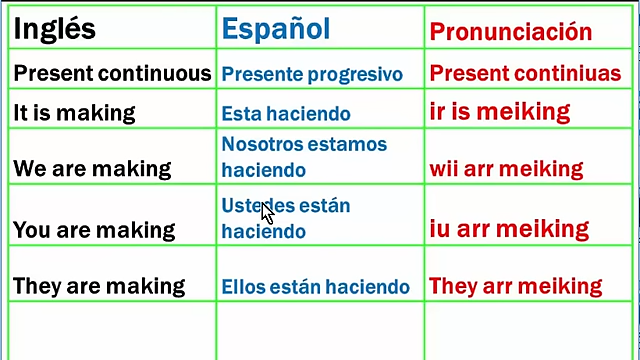 Inglés Español Pronunciación
Present continuous Presente progresivo Present continiuas
It is making Esta haciendo ir is meiking
We are making Nosotros estamos haciendo wii arr meiking
You are making Ustedes están haciendo iu arr meiking
They are making Ellos están haciendo They arr meiking